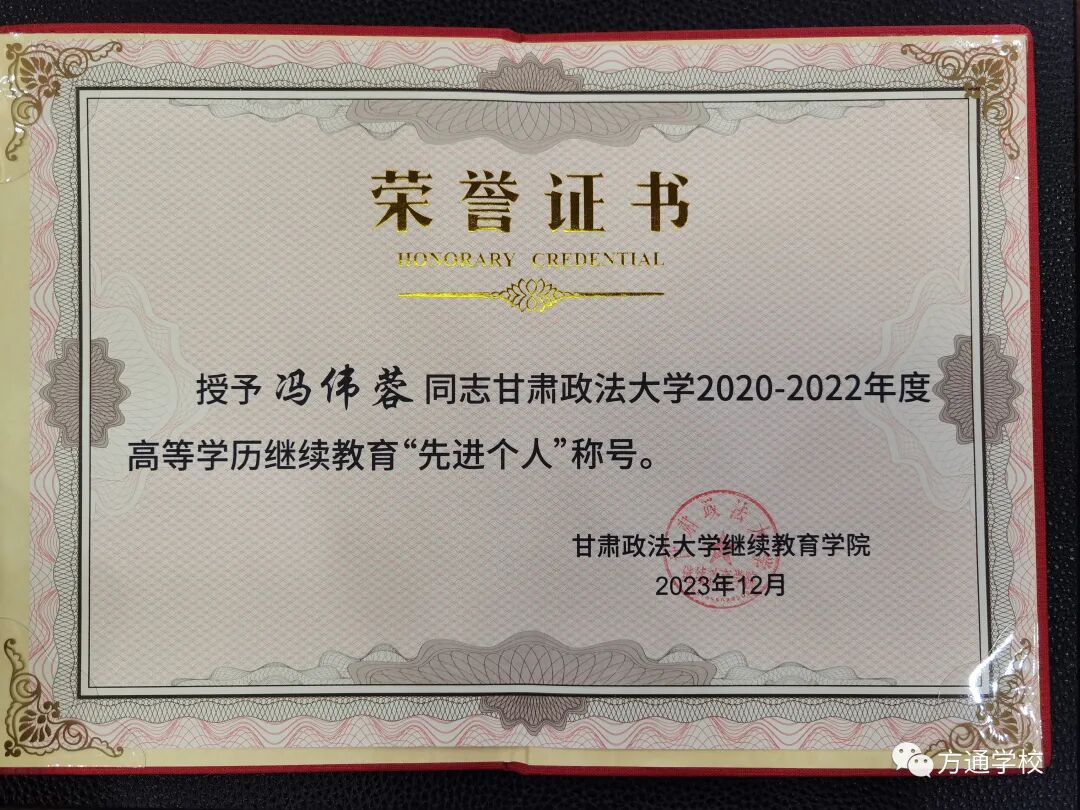 荣誉证书
HONORARY CREDENTIAL
授予 冯伟蓉 同志甘肃政法大学2020-2022年度
高等学历继续教育“先进个人”称号。
甘肃政法大学继续教育学院
2023年12月
方通学校